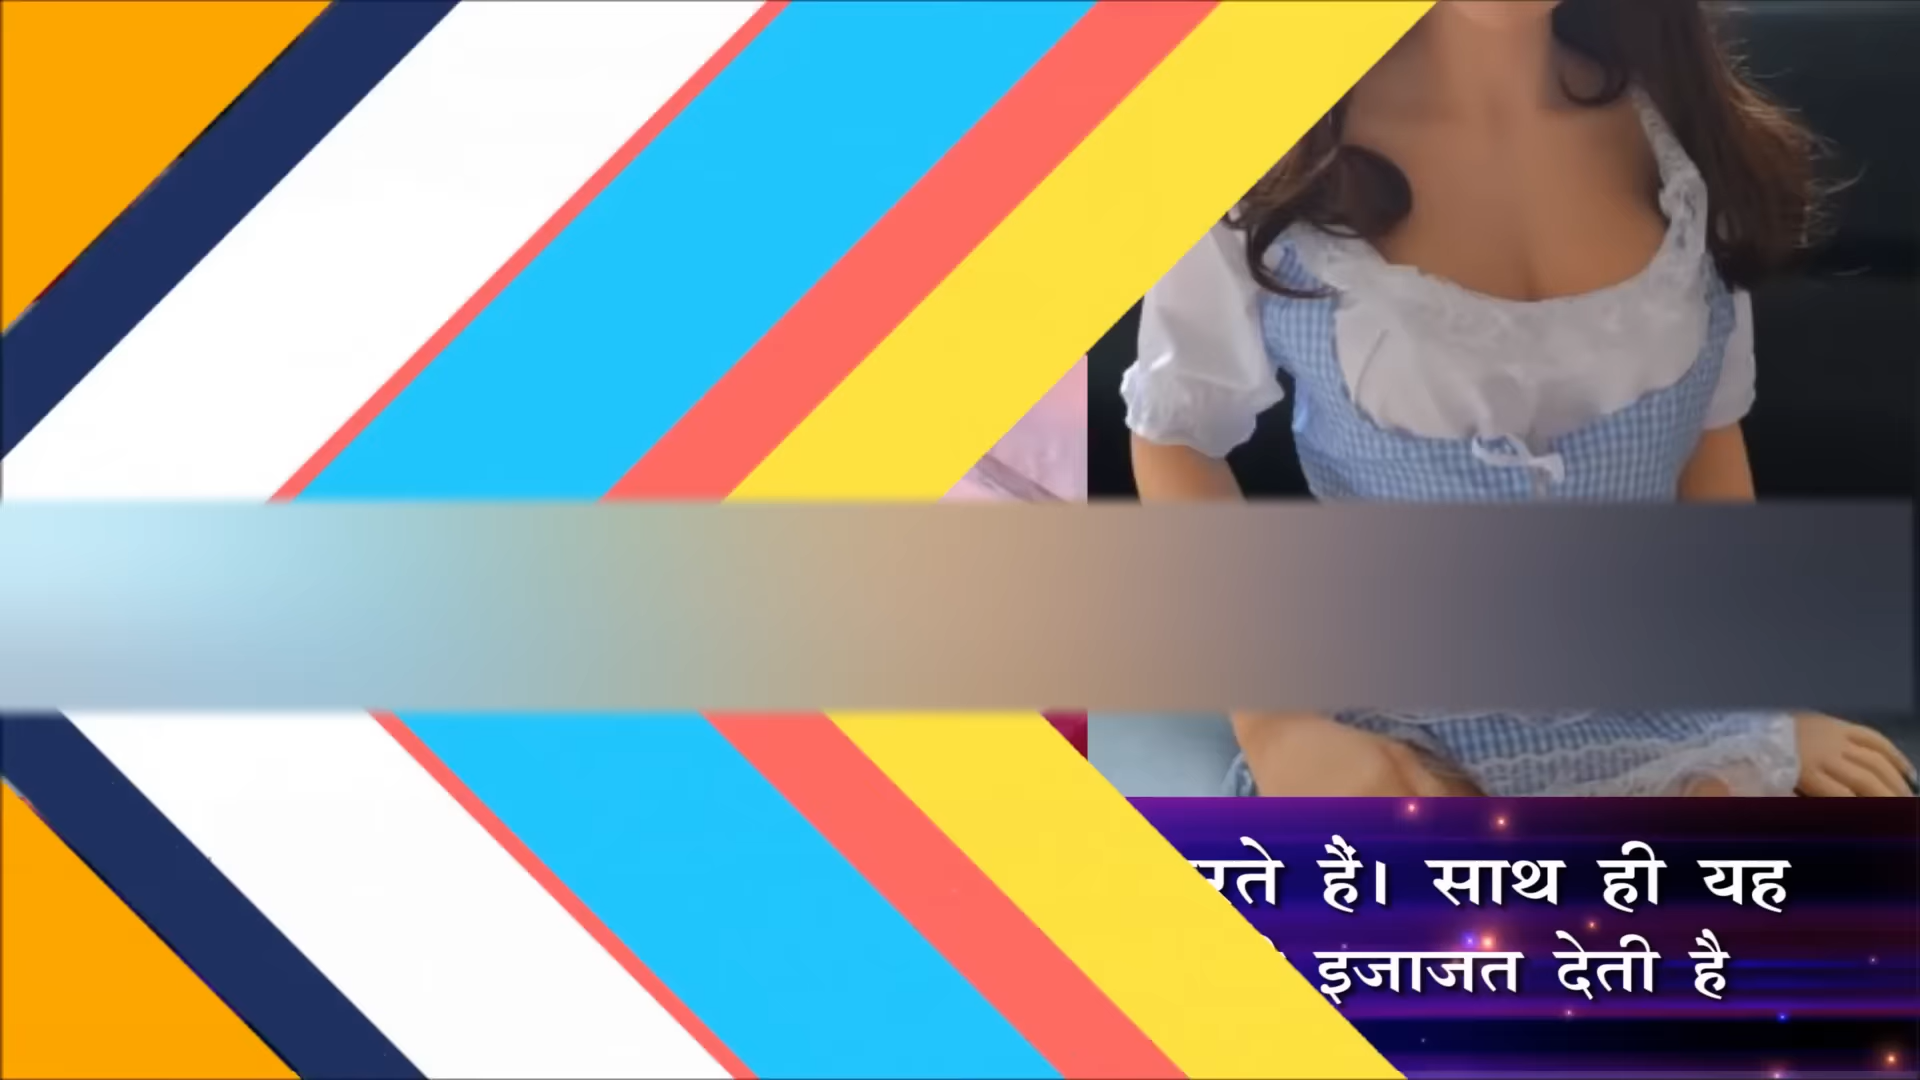 हैं। साथ ही यह
इजाजत देती है